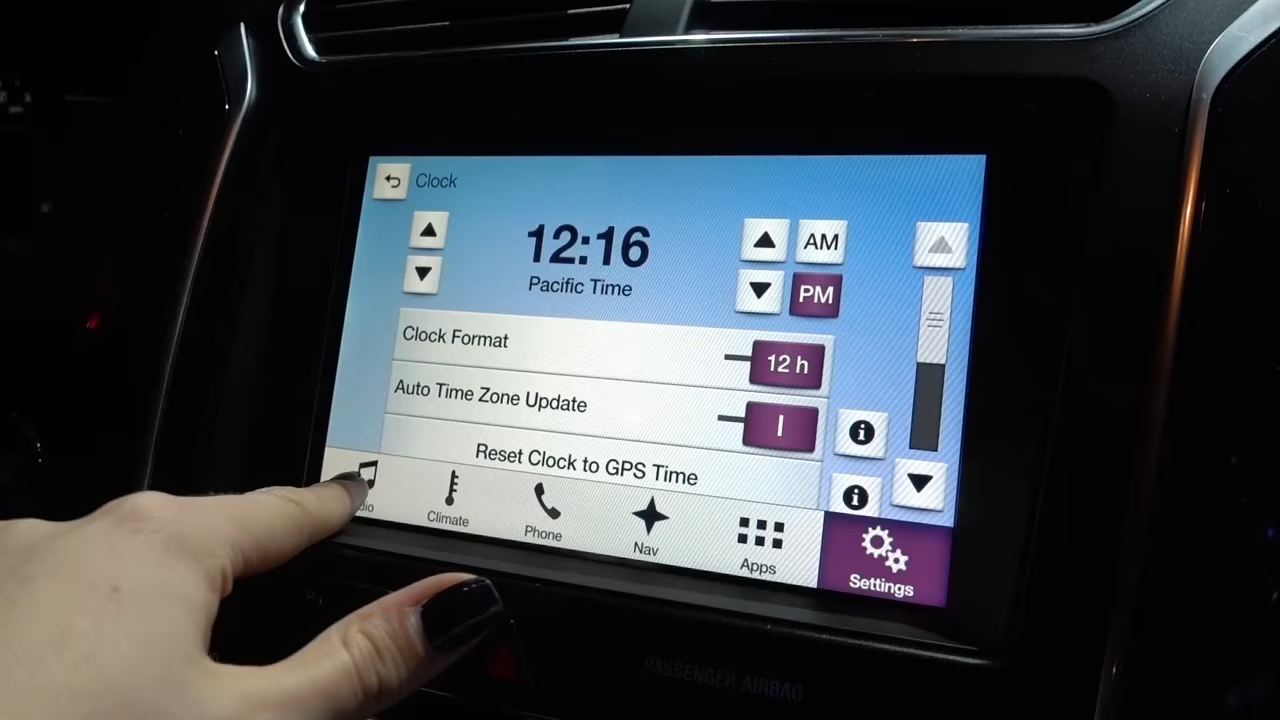 Clock
12:16
AM
Pacific Time
PM
Clock Format
12 h
Auto Time Zone Update
I
Reset Clock to GPS Time
dio
Climate
Phone
Nav
Apps
Settings
PASSENGER AIRBAG